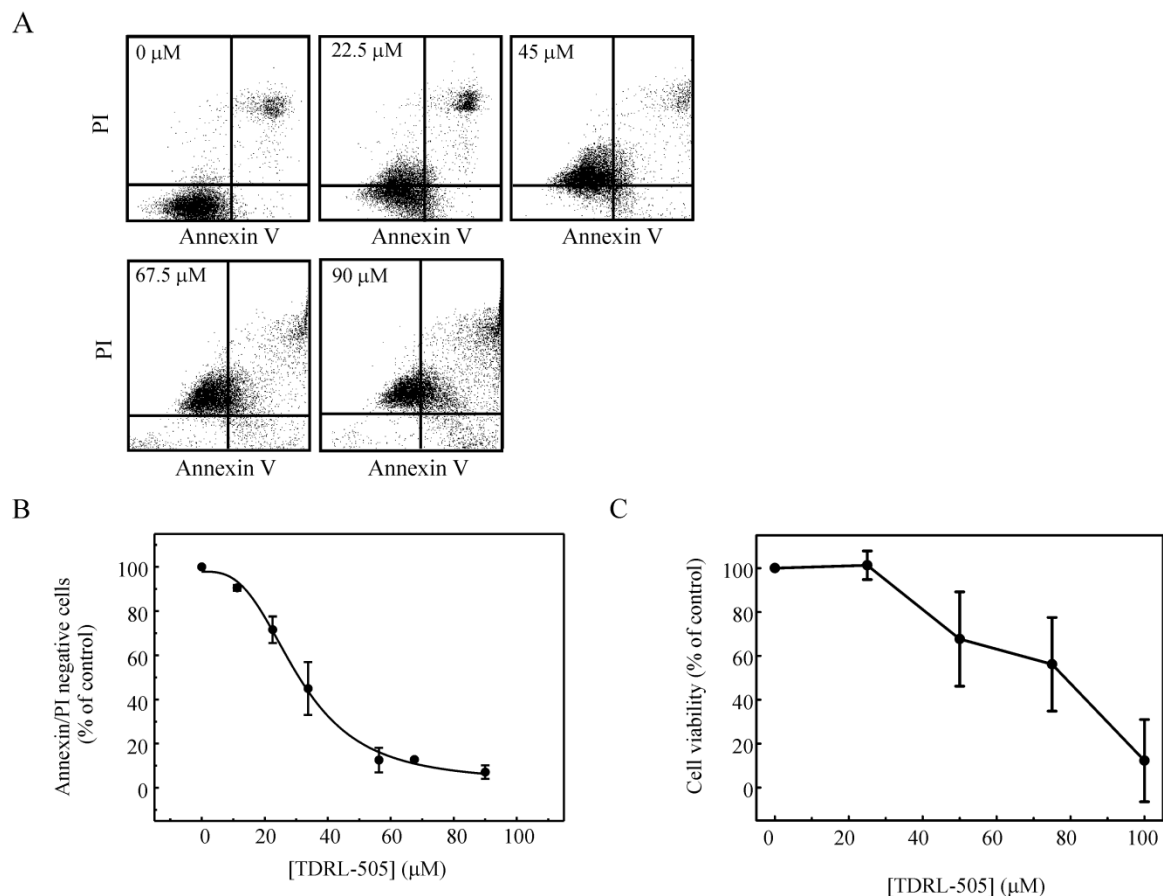 A
0 μM
22.5 μM
45 μM
PI
Annexin V
Annexin V
Annexin V
67.5 μM
90 μM
PI
Annexin V
Annexin V
B
Annexin/PI negative cells
(% of control)
100
80
60
40
20
0
0 20 40 60 80 100
[TDRL-505] (μM)
C
Cell viability (% of control)
100
80
60
40
20
0
0 20 40 60 80 100
[TDRL-505] (μM)